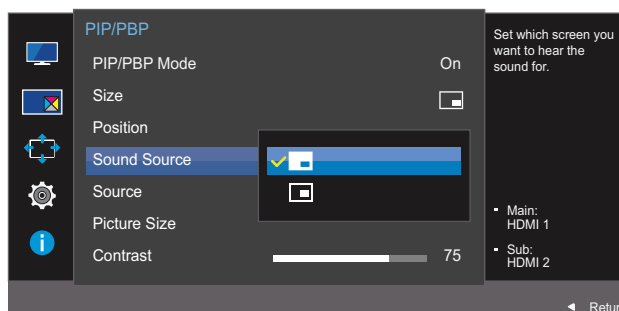 PIP/PBP
PIP/PBP Mode On
Size
Position
Sound Source
Source
Picture Size
Contrast 75
Set which screen you
want to hear the
sound for.
Main:
HDMI 1
Sub:
HDMI 2